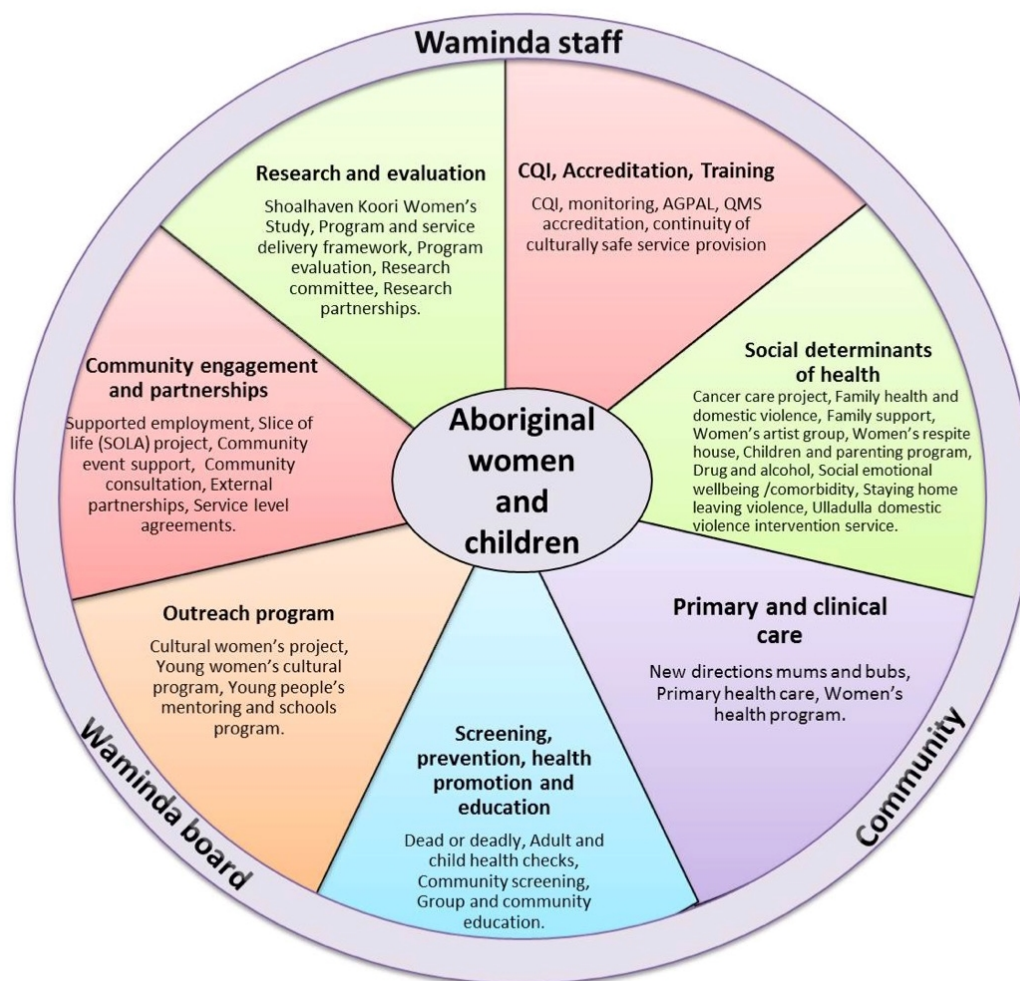 Waminda staff
CQI, Accreditation, Training
CQI, monitoring, AGPAL, QMS
accreditation, continuity of
culturally safe service provision
Social determinants
of health
Cancer care project, Family health and
domestic violence, Family support,
Women's artist group, Women's respite
house, Children and parenting program,
Drug and alcohol, Social emotional
wellbeing /comorbidity, Staying home
leaving violence, Ulladulla domestic
violence intervention service.
Primary and clinical
care
New directions mums and bubs,
Primary health care, Women's
health program.
Community
Screening,
prevention, health
promotion and
education
Dead or deadly, Adult and
child health checks,
Community screening,
Group and community
education.
Outreach program
Cultural women's project,
Young women's cultural
program, Young people's
mentoring and schools
program.
Waminda board
Community engagement
and partnerships
Supported employment, Slice of
life (SOLA) project, Community
event support, Community
consultation, External
partnerships, Service level
agreements.
Research and evaluation
Shoalhaven Koori Women's
Study, Program and service
delivery framework, Program
evaluation, Research
committee, Research
partnerships.
Aboriginal
women
and
children